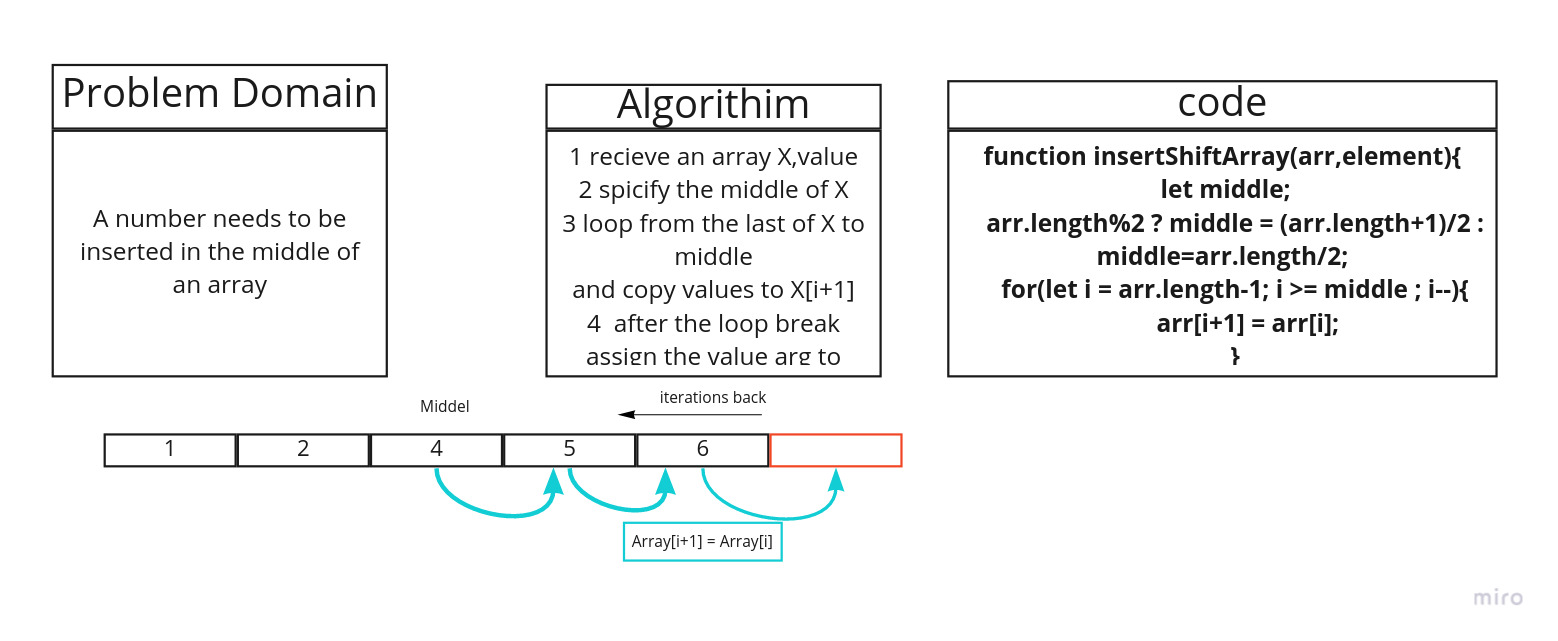 Problem Domain
A number needs to be
inserted in the middle of
an array
Algorithim
1 recieve an array X,value
2 spicify the middle of X
3 loop from the last of X to
middle
and copy values to X[i+1]
4 after the loop break
assign the value arg to
code
function insertShiftArray(arr,element){
let middle;
arr.length%2 ? middle = (arr.length+1)/2 :
middle=arr.length/2;
for(let i = arr.length-1; i >= middle ; i--){
arr[i+1] = arr[i];
}
Middel
iterations back
1 2 4 5 6
Array[i+1] = Array[i]
miro